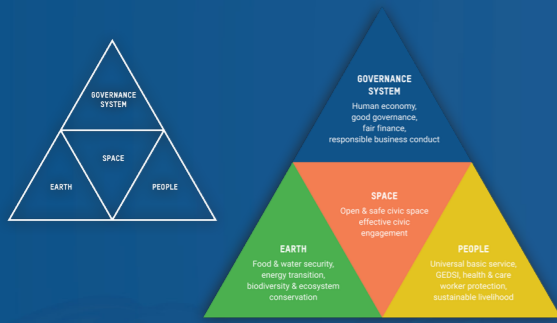 GOVERNANCE
SYSTEM
SPACE
EARTH
PEOPLE
GOVERNANCE
SYSTEM
Human economy,
good governance,
fair finance,
responsible business conduct
SPACE
Open & safe civic space
effective civic
engagement
EARTH
Food & water security,
energy transition,
biodiversity & ecosystem
conservation
PEOPLE
Universal basic service,
GEDSI, health & care
worker protection,
sustainable livelihood